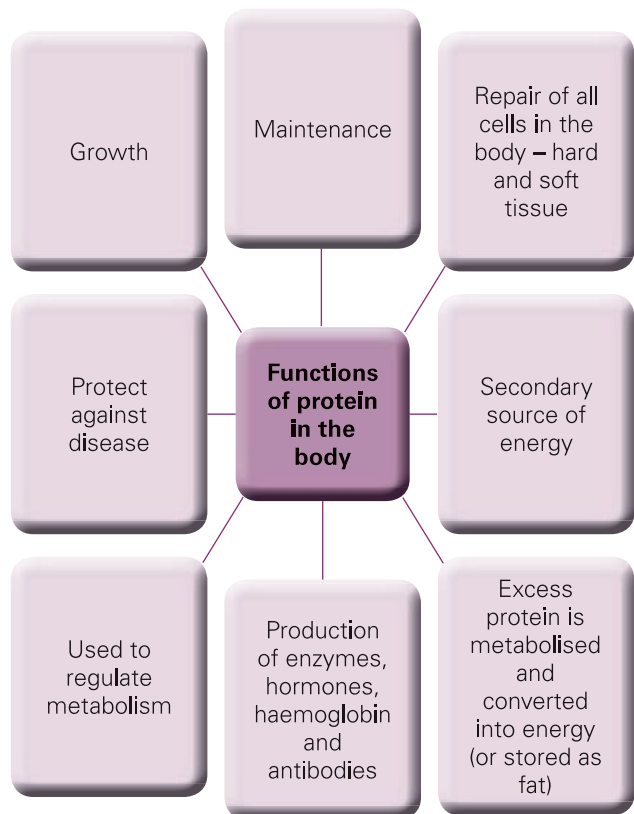 Growth
Maintenance
Repair of all
cells in the
body – hard
and soft
tissue
Protect
against
disease
Functions
of protein
in the
body
Secondary
source of
energy
Used to
regulate
metabolism
Production
of enzymes,
hormones,
haemoglobin
and
antibodies
Excess
protein is
metabolised
and
converted
into energy
(or stored as
fat)